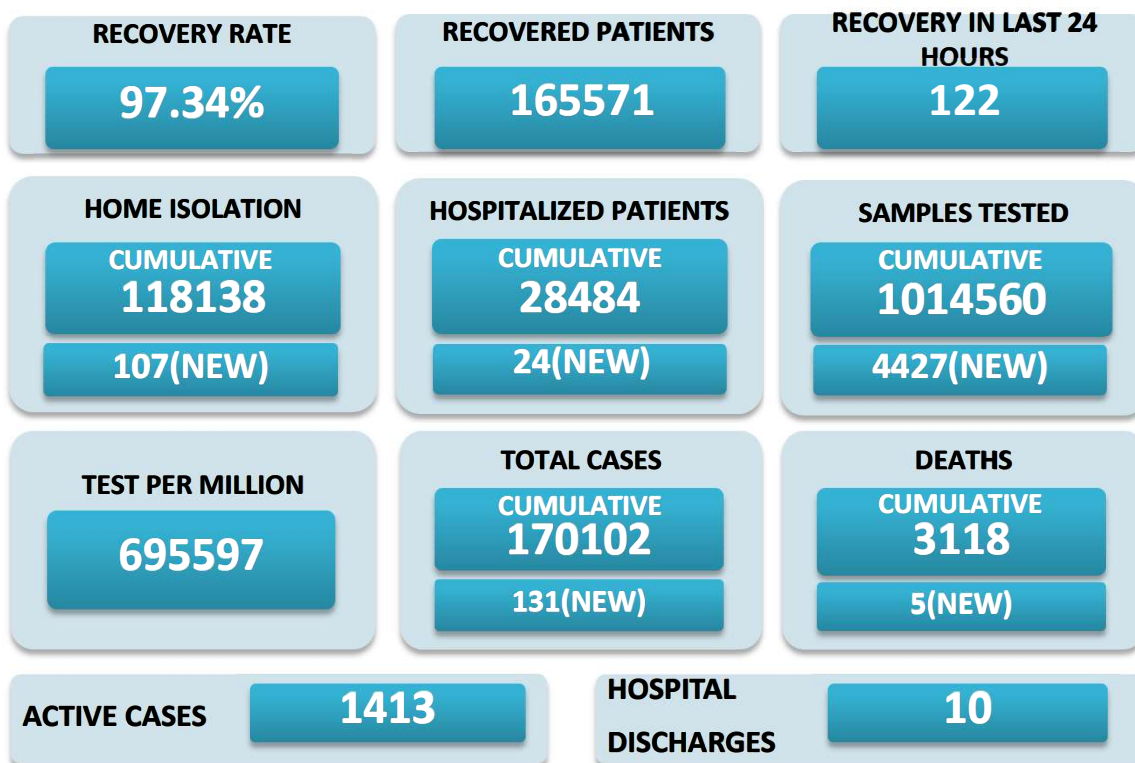 RECOVERY RATE
97.34%
RECOVERED PATIENTS
165571
RECOVERY IN LAST 24
HOURS
122
HOME ISOLATION
CUMULATIVE
118138
107(NEW)
HOSPITALIZED PATIENTS
CUMULATIVE
28484
24(NEW)
SAMPLES TESTED
CUMULATIVE
1014560
4427(NEW)
TEST PER MILLION
695597
TOTAL CASES
CUMULATIVE
170102
131(NEW)
DEATHS
CUMULATIVE
3118
5(NEW)
ACTIVE CASES
1413
HOSPITAL
DISCHARGES
10